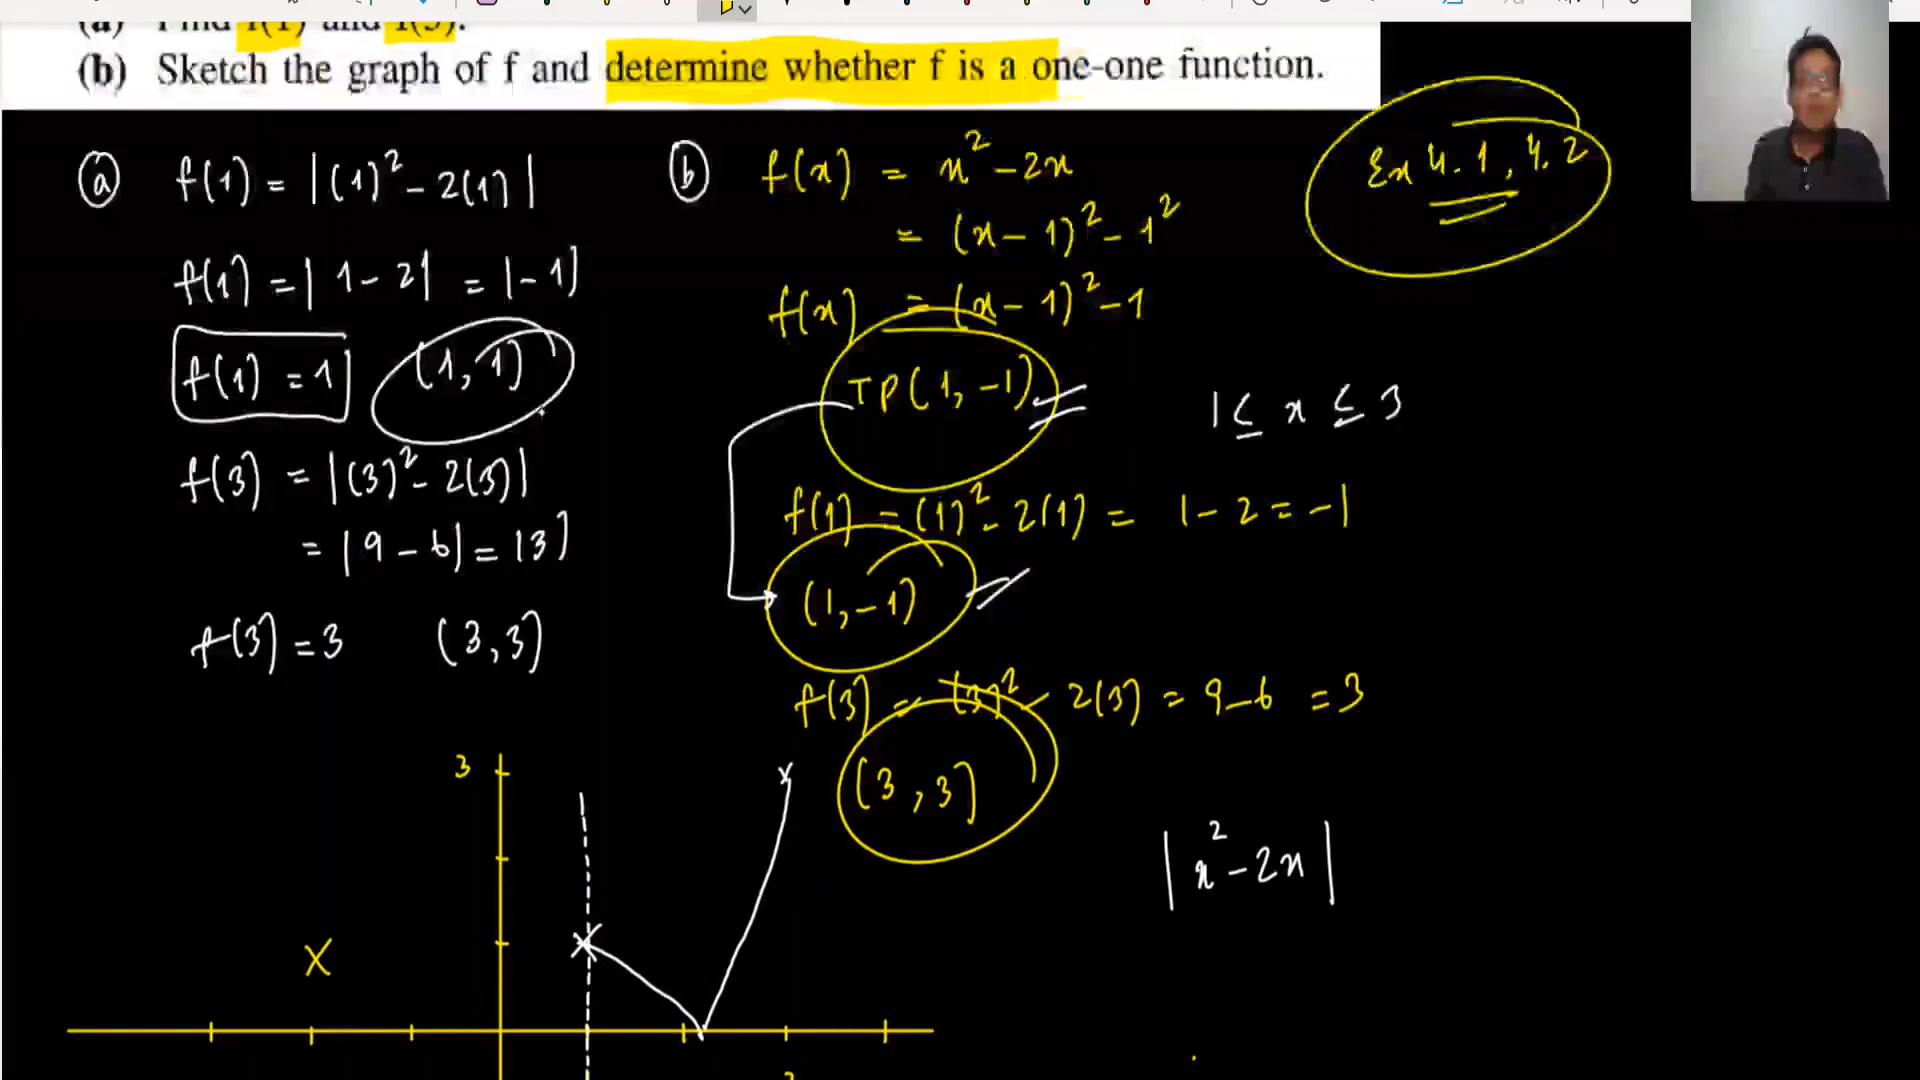 (a) Find f(1) and f(3).
(b) Sketch the graph of f and determine whether f is a one-one function.
(a) f(1) = |(1)² - 2(1)|
f(1) = | 1 - 2| = |-1|
f(1) = 1 (1, 1)
f(3) = |(3)² - 2(3)|
= |9 - 6| = |3|
f(3) = 3 (3,3)
(b) f(x) = x² - 2x
= (x - 1)² - 1²
f(x) = (x - 1)² - 1
TP(1, -1)
1 ≤ x ≤ 3
f(1) = (1)² - 2(1) = 1 - 2 = -1
(1, -1)
f(3) = (3)² - 2(3) = 9 - 6 = 3
(3, 3)
Ex 4.1, 4.2
|x² - 2x|
3
X